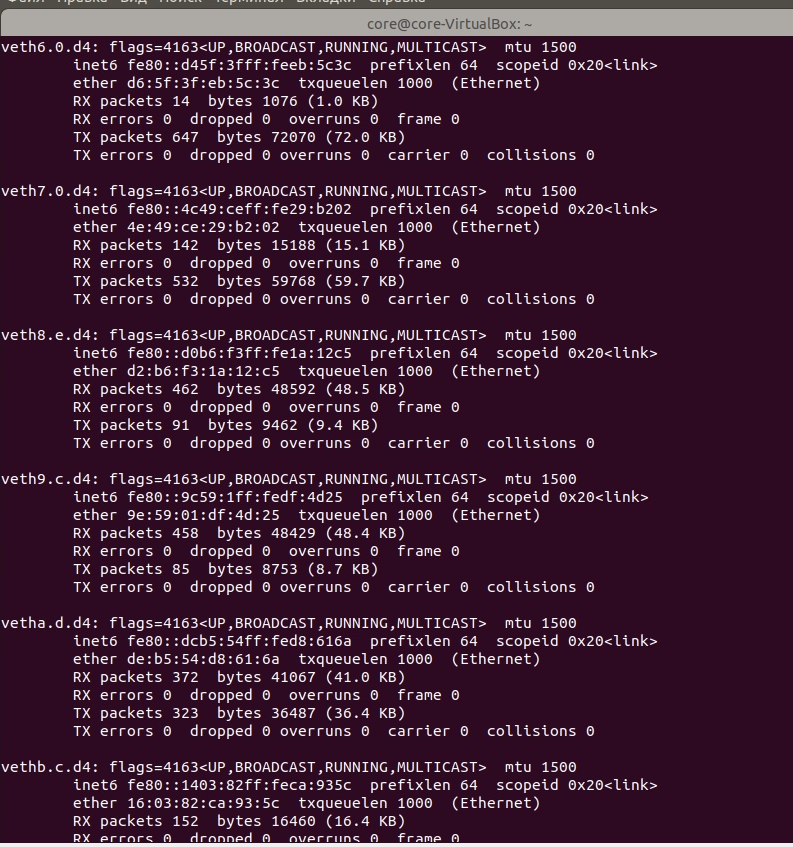 Файл Правка Вид Поиск Терминал Вкладки Справка
core@core-VirtualBox: ~
veth6.0.d4: flags=4163<UP,BROADCAST,RUNNING,MULTICAST>  mtu 1500
        inet6 fe80::d45f:3fff:feeb:5c3c  prefixlen 64  scopeid 0x20<link>
        ether d6:5f:3f:eb:5c:3c  txqueuelen 1000  (Ethernet)
        RX packets 14  bytes 1076 (1.0 KB)
        RX errors 0  dropped 0  overruns 0  frame 0
        TX packets 647  bytes 72070 (72.0 KB)
        TX errors 0  dropped 0 overruns 0  carrier 0  collisions 0
veth7.0.d4: flags=4163<UP,BROADCAST,RUNNING,MULTICAST>  mtu 1500
        inet6 fe80::4c49:ceff:fe29:b202  prefixlen 64  scopeid 0x20<link>
        ether 4e:49:ce:29:b2:02  txqueuelen 1000  (Ethernet)
        RX packets 142  bytes 15188 (15.1 KB)
        RX errors 0  dropped 0  overruns 0  frame 0
        TX packets 532  bytes 59768 (59.7 KB)
        TX errors 0  dropped 0 overruns 0  carrier 0  collisions 0
veth8.e.d4: flags=4163<UP,BROADCAST,RUNNING,MULTICAST>  mtu 1500
        inet6 fe80::d0b6:f3ff:fe1a:12c5  prefixlen 64  scopeid 0x20<link>
        ether d2:b6:f3:1a:12:c5  txqueuelen 1000  (Ethernet)
        RX packets 462  bytes 48592 (48.5 KB)
        RX errors 0  dropped 0  overruns 0  frame 0
        TX packets 91  bytes 9462 (9.4 KB)
        TX errors 0  dropped 0 overruns 0  carrier 0  collisions 0
veth9.c.d4: flags=4163<UP,BROADCAST,RUNNING,MULTICAST>  mtu 1500
        inet6 fe80::9c59:1ff:fedf:4d25  prefixlen 64  scopeid 0x20<link>
        ether 9e:59:01:df:4d:25  txqueuelen 1000  (Ethernet)
        RX packets 458  bytes 48429 (48.4 KB)
        RX errors 0  dropped 0  overruns 0  frame 0
        TX packets 85  bytes 8753 (8.7 KB)
        TX errors 0  dropped 0 overruns 0  carrier 0  collisions 0
vetha.d.d4: flags=4163<UP,BROADCAST,RUNNING,MULTICAST>  mtu 1500
        inet6 fe80::dcb5:54ff:fed8:616a  prefixlen 64  scopeid 0x20<link>
        ether de:b5:54:d8:61:6a  txqueuelen 1000  (Ethernet)
        RX packets 372  bytes 41067 (41.0 KB)
        RX errors 0  dropped 0  overruns 0  frame 0
        TX packets 323  bytes 36487 (36.4 KB)
        TX errors 0  dropped 0 overruns 0  carrier 0  collisions 0
vethb.c.d4: flags=4163<UP,BROADCAST,RUNNING,MULTICAST>  mtu 1500
        inet6 fe80::1403:82ff:feca:935c  prefixlen 64  scopeid 0x20<link>
        ether 16:03:82:ca:93:5c  txqueuelen 1000  (Ethernet)
        RX packets 152  bytes 16460 (16.4 KB)
        RX errors 0  dropped 0  overruns 0  frame 0